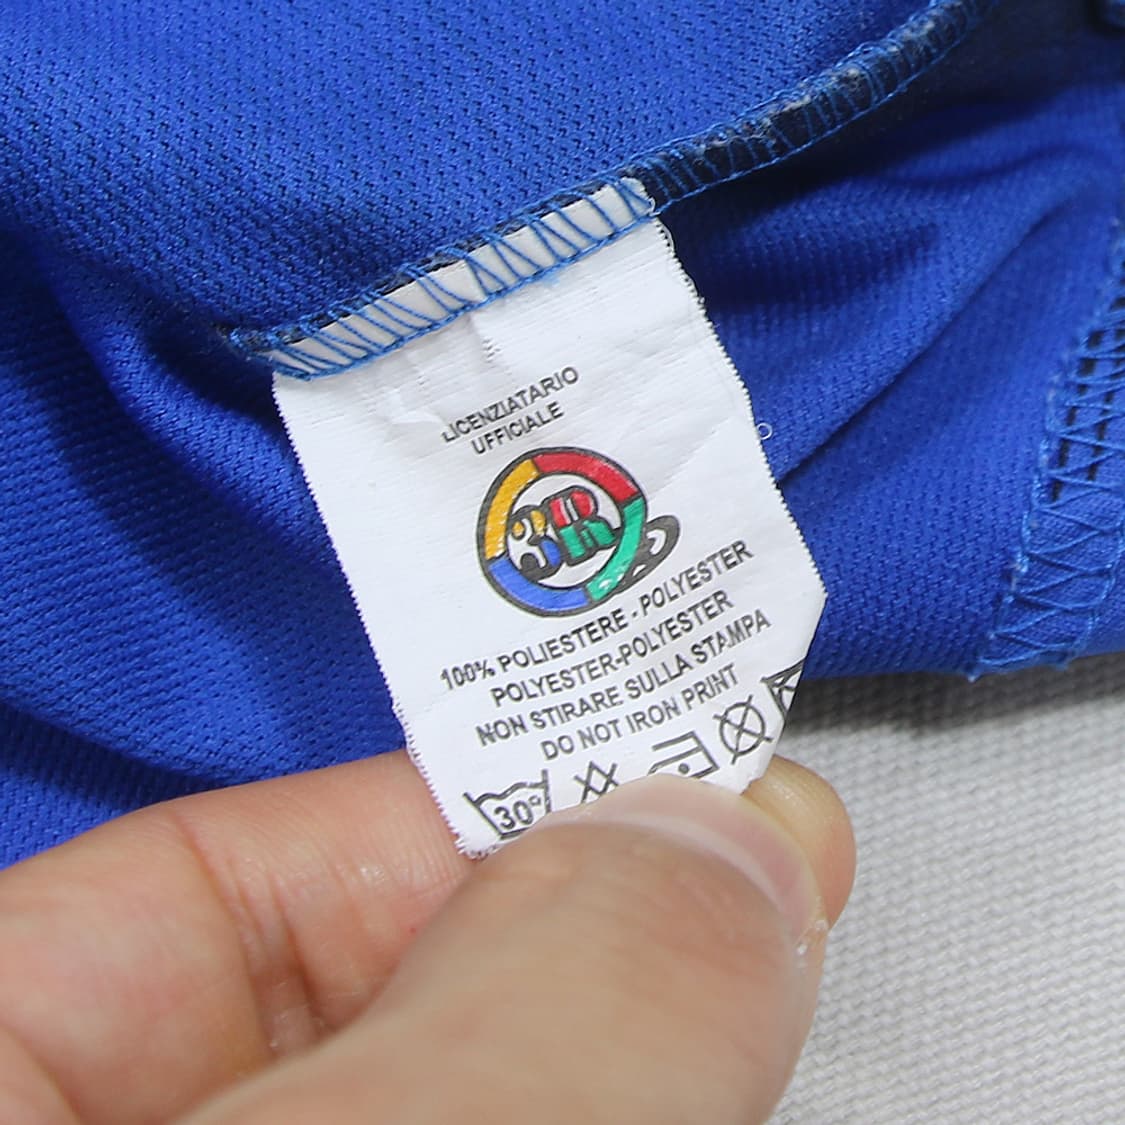 LICENZIATARIO
UFFICIALE
3R
100% POLIESTERE - POLYESTER
POLYESTER-POLYESTER
NON STIRARE SULLA STAMPA
DO NOT IRON PRINT
30°